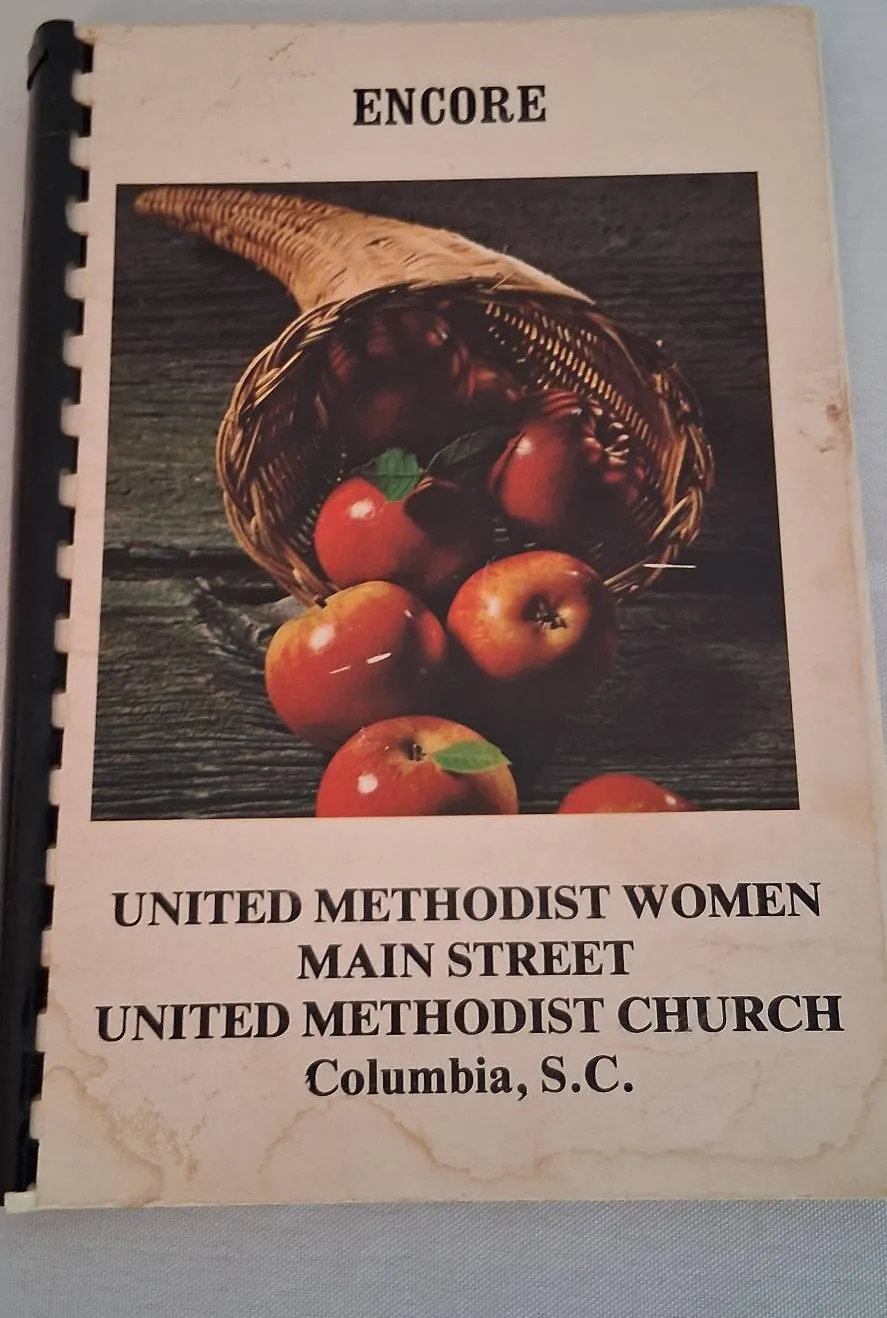 ENCORE
UNITED METHODIST WOMEN
MAIN STREET
UNITED METHODIST CHURCH
Columbia, S.C.